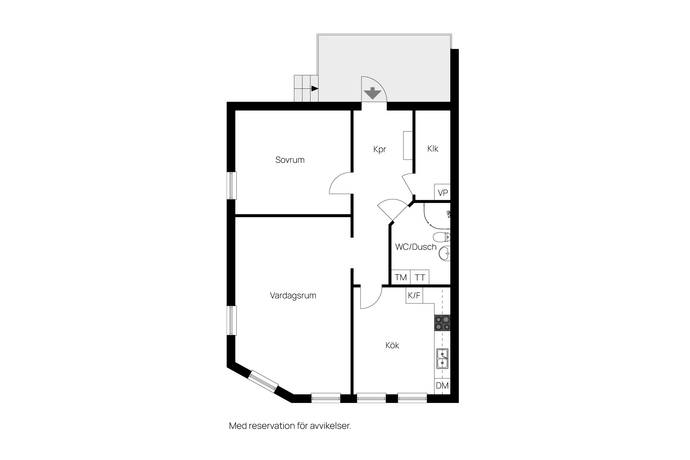 Kpr
Klk
Sovrum
VP
WC/Dusch
TM
TT
Vardagsrum
K/F
Kök
DM
Med reservation för avvikelser.